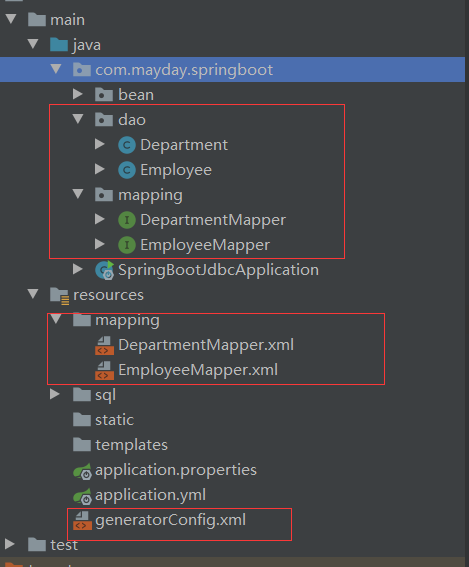 main
java
com.mayday.springboot
bean
dao
Department
Employee
mapping
DepartmentMapper
EmployeeMapper
SpringBootJdbcApplication
resources
mapping
DepartmentMapper.xml
EmployeeMapper.xml
sql
static
templates
application.properties
application.yml
generatorConfig.xml
test